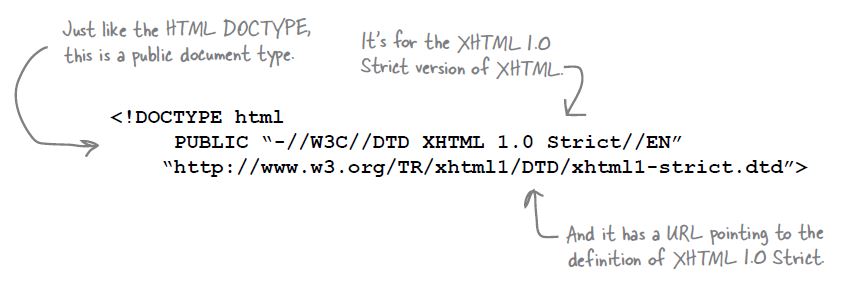 Just like the HTML DOCTYPE,
this is a public document type.
It's for the XHTML 1.0
Strict version of XHTML.
<!DOCTYPE html
PUBLIC “-//W3C//DTD XHTML 1.0 Strict//EN”
“http://www.w3.org/TR/xhtml1/DTD/xhtml1-strict.dtd”>
And it has a URL pointing to the
definition of XHTML 1.0 Strict.